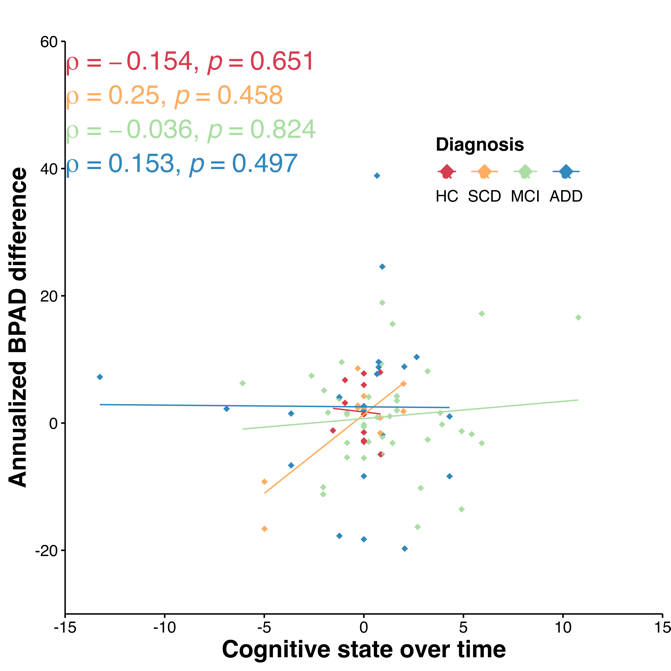 60
ρ = −0.154, p = 0.651
ρ = 0.25, p = 0.458
ρ = −0.036, p = 0.824
ρ = 0.153, p = 0.497
40
20
0
-20
Annualized BPAD difference
Diagnosis
HC SCD MCI ADD
-15 -10 -5 0 5 10 15
Cognitive state over time